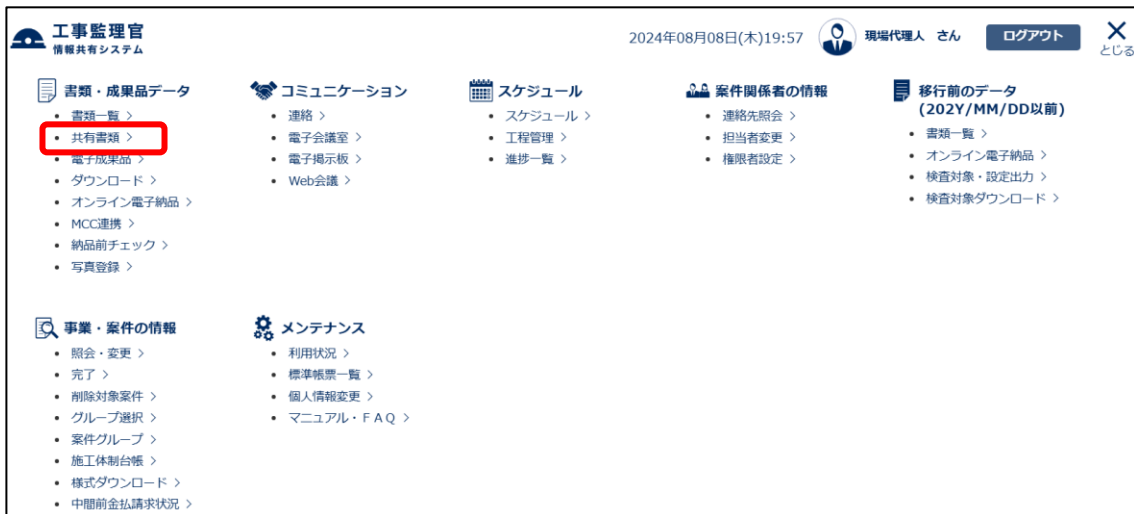 工事監理官
情報共有システム
2024年08月08日(木)19:57
現場代理人 さん
ログアウト
とじる
書類・成果品データ
書類一覧 >
共有書類 >
電子成果品 >
ダウンロード >
オンライン電子納品 >
MCC連携 >
納品前チェック >
写真登録 >
コミュニケーション
連絡 >
電子会議室 >
電子掲示板 >
Web会議 >
スケジュール
スケジュール >
工程管理 >
進捗一覧 >
案件関係者の情報
連絡先照会 >
担当者変更 >
権限者設定 >
移行前のデータ
(202Y/MM/DD以前)
書類一覧 >
オンライン電子納品 >
検査対象・設定出力 >
検査対象ダウンロード >
事業・案件の情報
照会・変更 >
完了 >
削除対象案件 >
グループ選択 >
案件グループ >
施工体制台帳 >
様式ダウンロード >
中間前金払請求状況 >
メンテナンス
利用状況 >
標準帳票一覧 >
個人情報変更 >
マニュアル・ＦＡＱ >